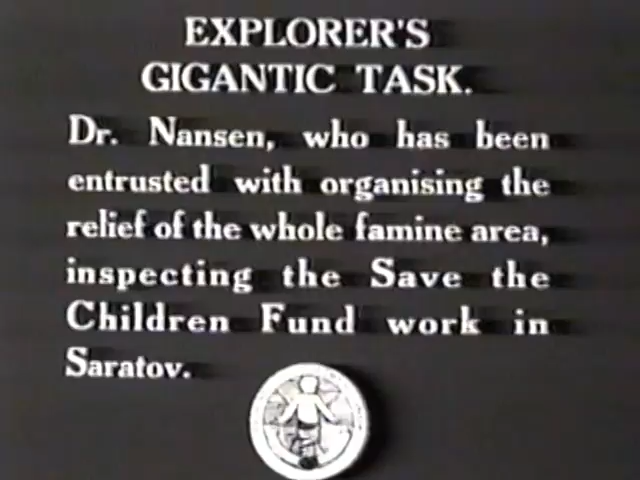 EXPLORER'S
GIGANTIC TASK.
Dr. Nansen, who has been
entrusted with organising the
relief of the whole famine area,
inspecting the Save the
Children Fund work in
Saratov.